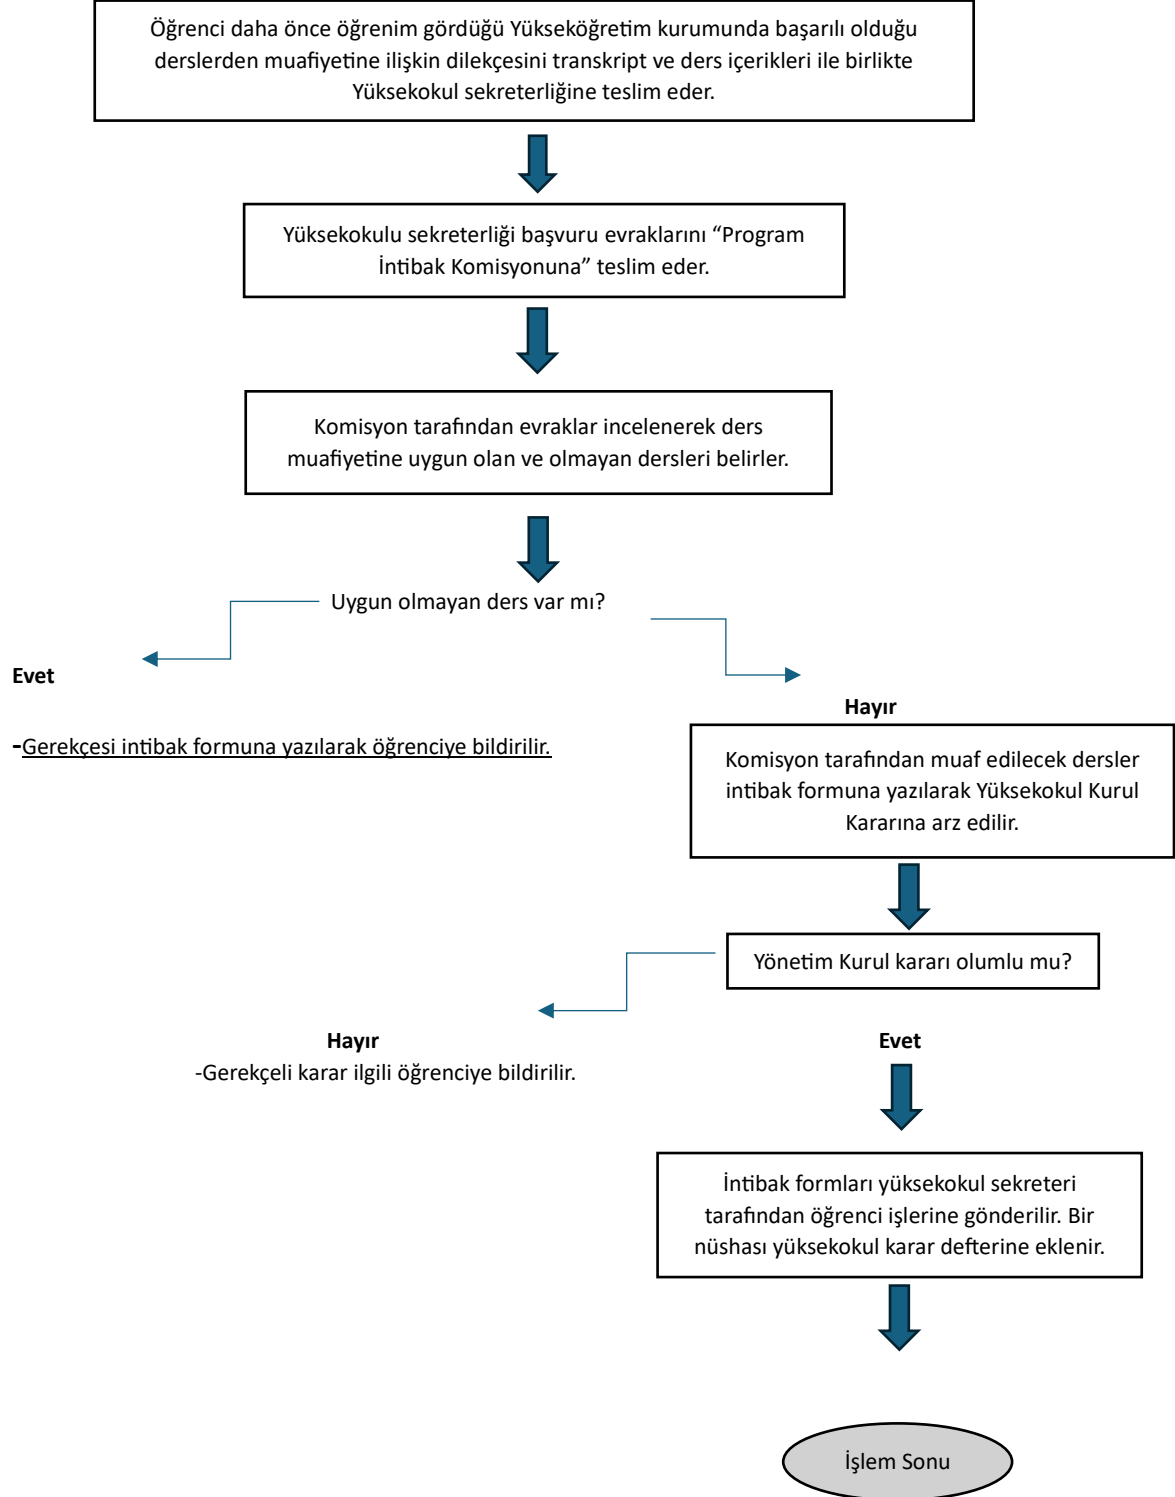 Öğrenci daha önce öğrenim gördüğü Yükseköğretim kurumunda başarılı olduğu
derslerden muafiyetine ilişkin dilekçesini transkript ve ders içerikleri ile birlikte
Yüksekokul sekreterliğine teslim eder.
Yüksekokulu sekreterliği başvuru evraklarını “Program
İntibak Komisyonuna” teslim eder.
Komisyon tarafından evraklar incelenerek ders
muafiyetine uygun olan ve olmayan dersleri belirler.
Uygun olmayan ders var mı?
Evet
-Gerekçesi intibak formuna yazılarak öğrenciye bildirilir.
Hayır
Komisyon tarafından muaf edilecek dersler
intibak formuna yazılarak Yüksekokul Kurul
Kararına arz edilir.
Yönetim Kurul kararı olumlu mu?
Hayır
-Gerekçeli karar ilgili öğrenciye bildirilir.
Evet
İntibak formları yüksekokul sekreteri
tarafından öğrenci işlerine gönderilir. Bir
nüshası yüksekokul karar defterine eklenir.
İşlem Sonu